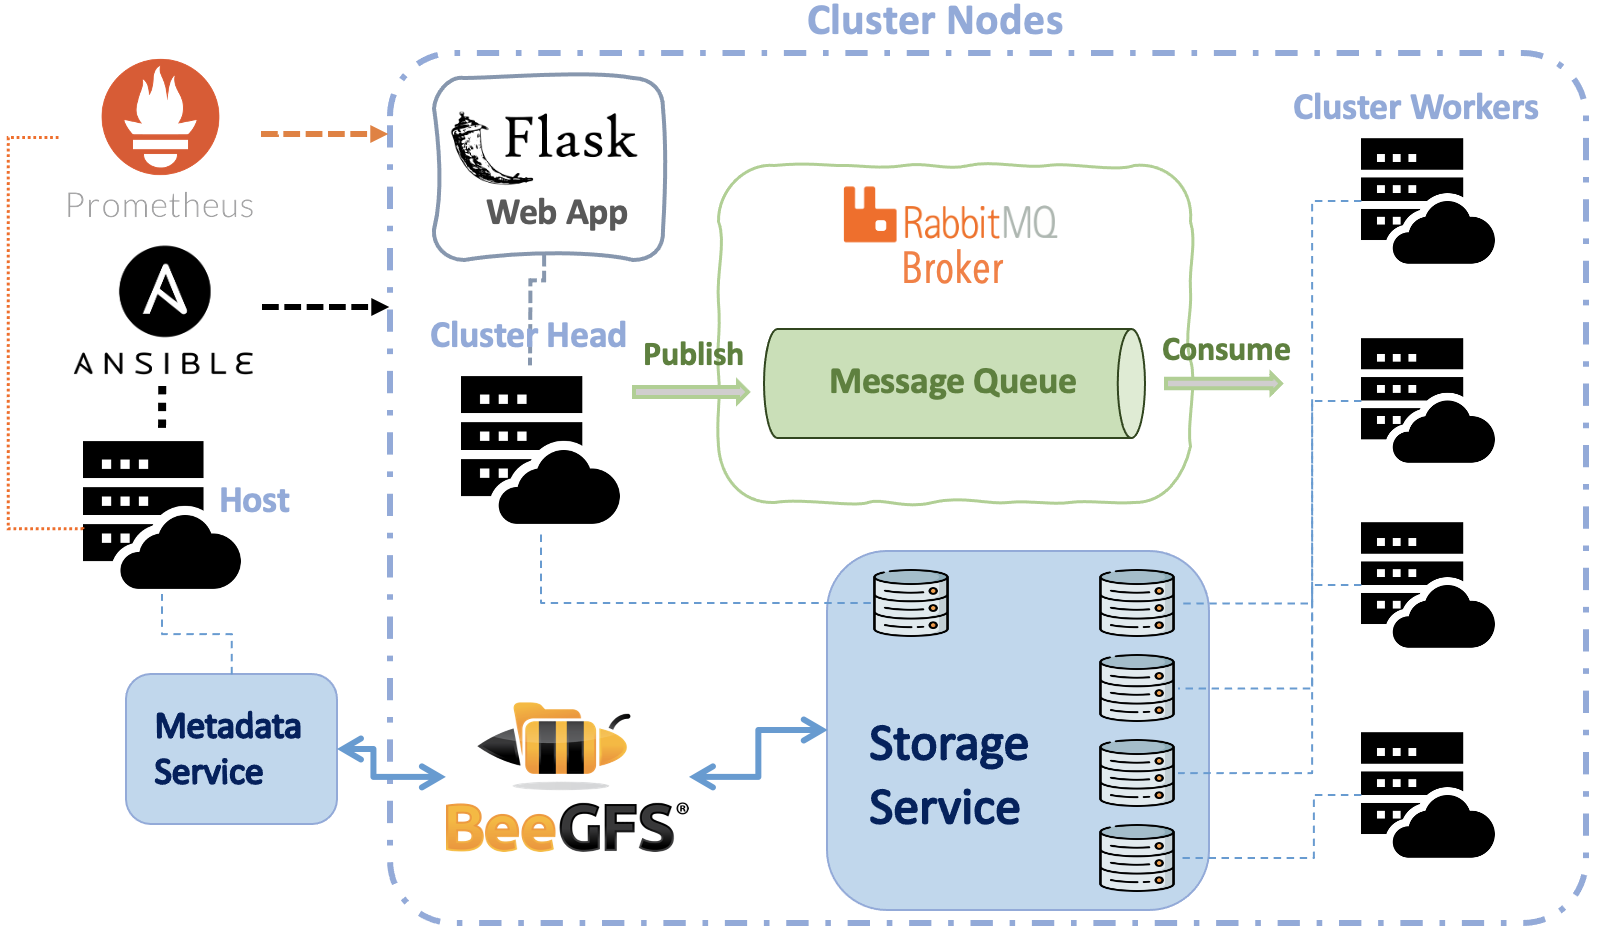 Cluster Nodes
Prometheus
ANSIBLE
Host
Metadata
Service
Flask
Web App
Cluster Head
Publish
RabbitMQ
Broker
Message Queue
Consume
Cluster Workers
BeeGFS®
Storage
Service